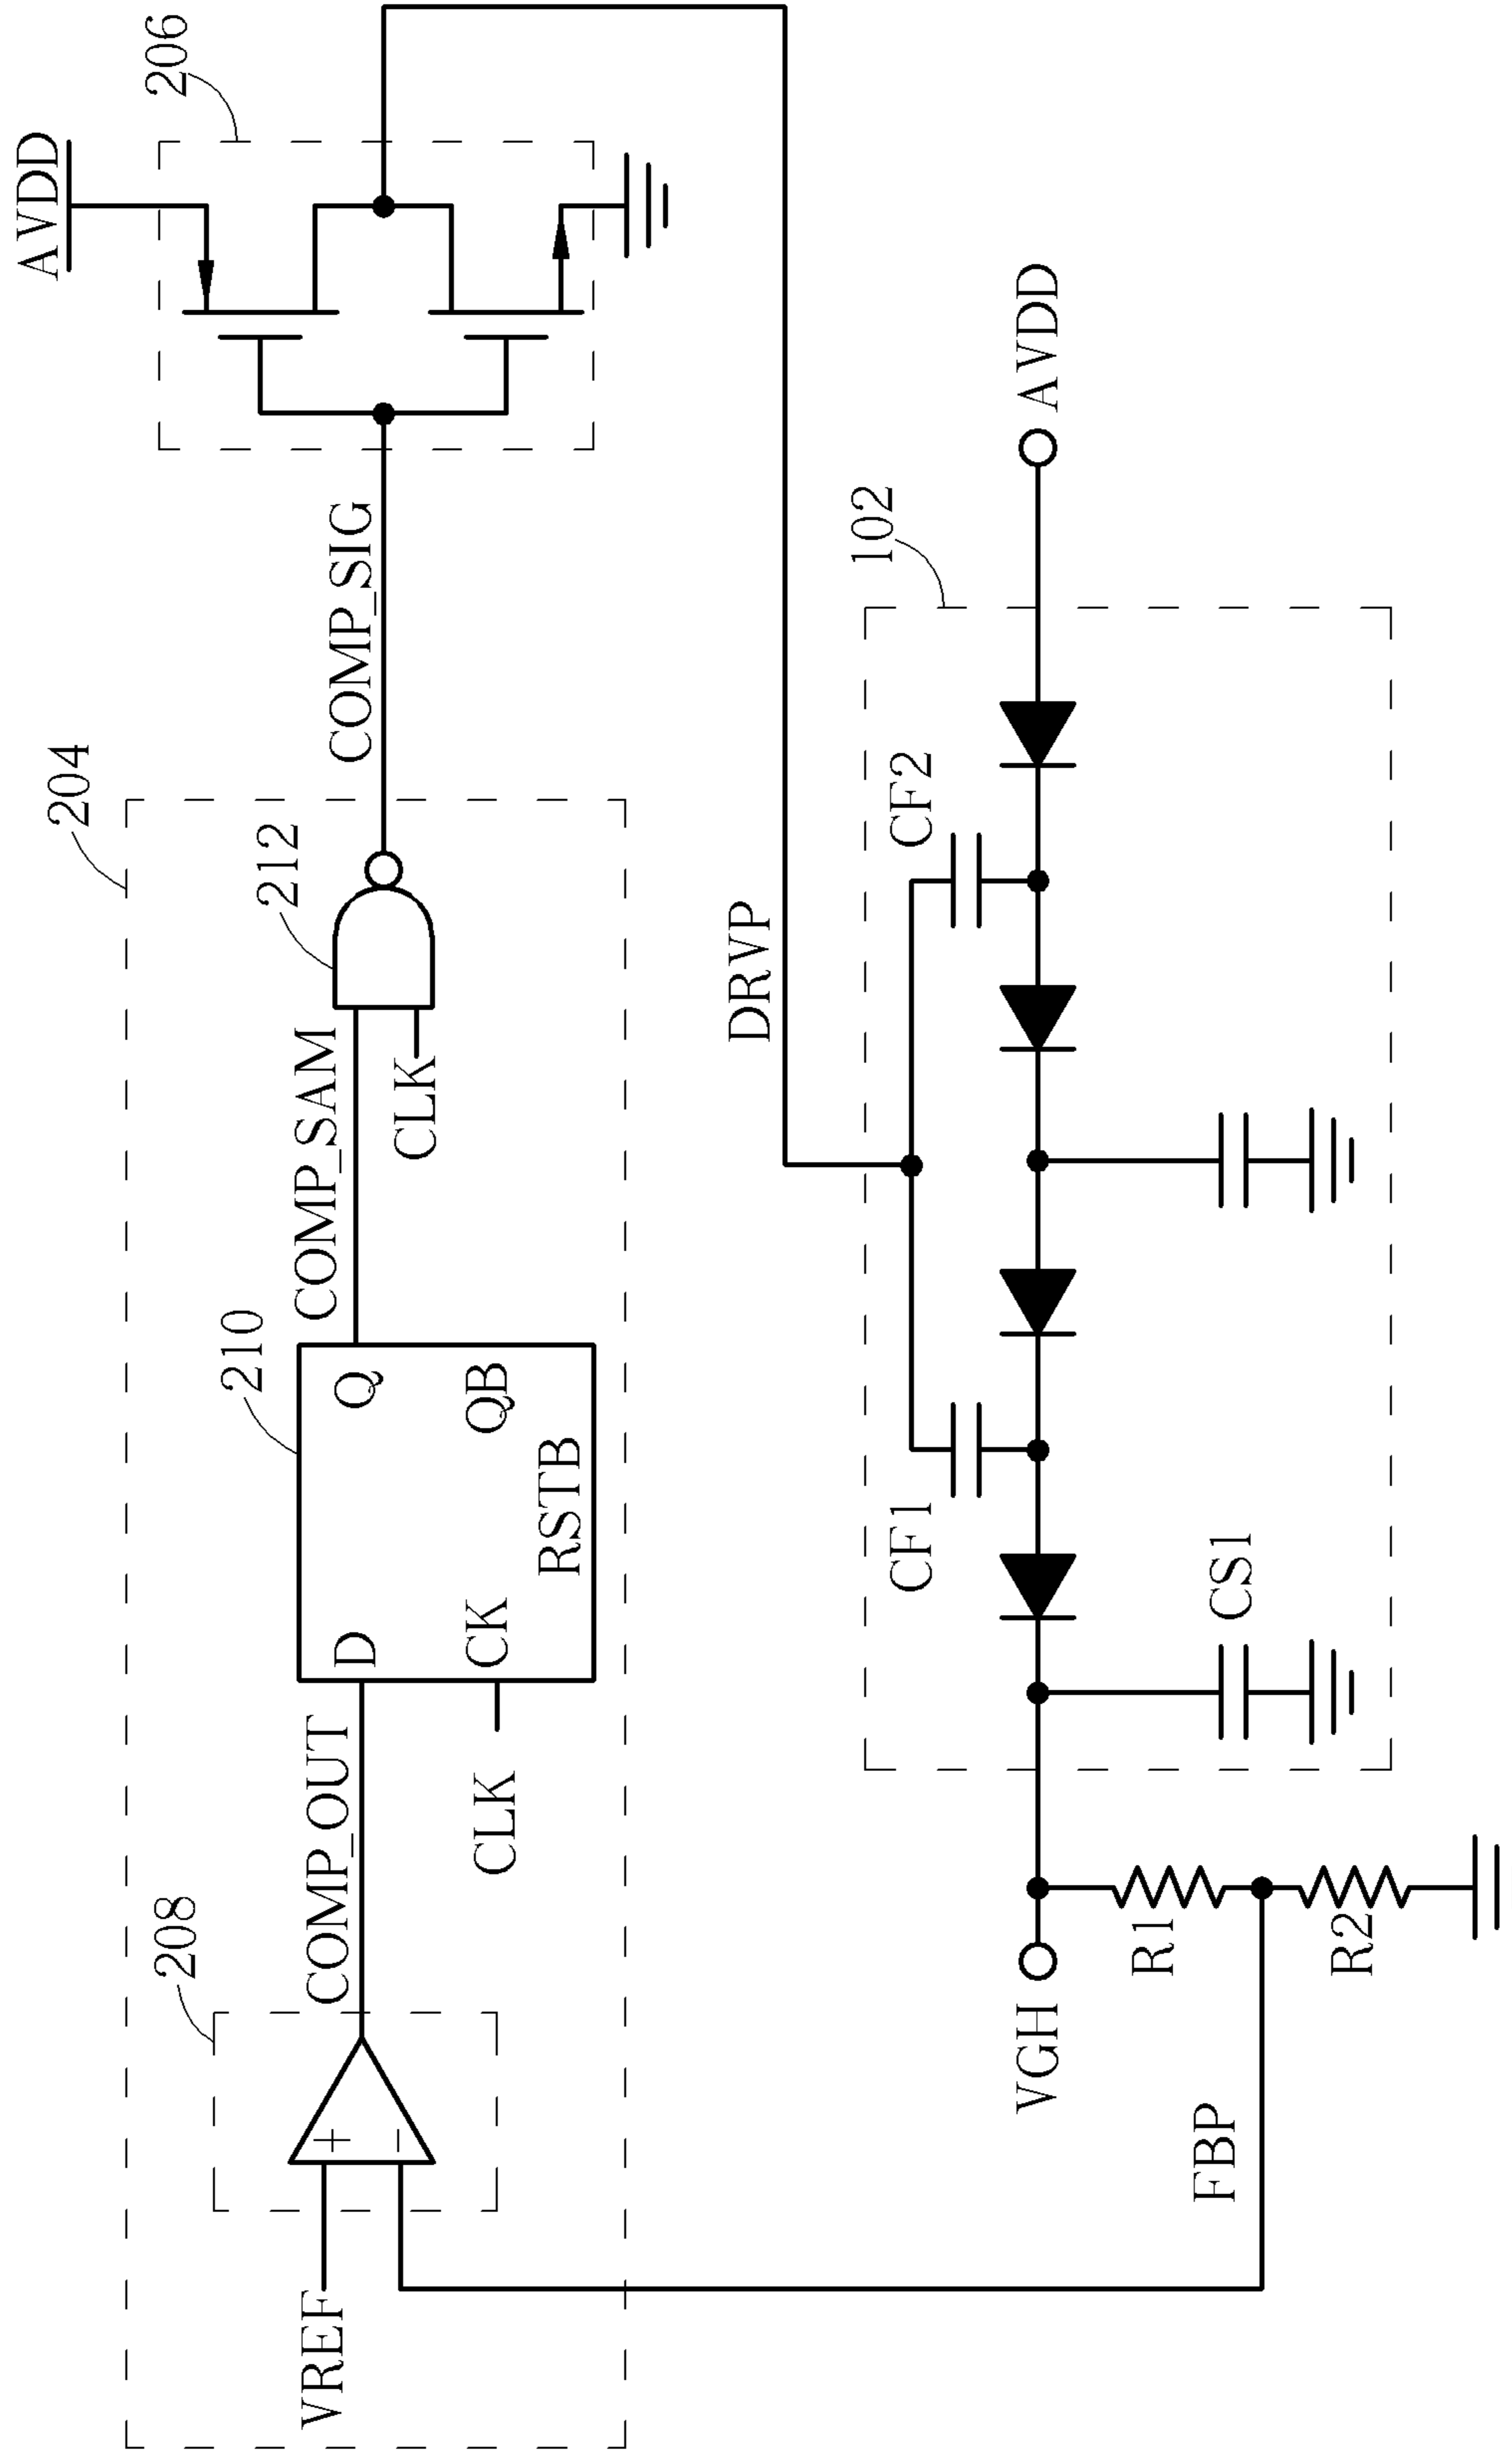 204
206
AVDD
208
210
212
VREF
+
-
COMP_OUT
D
Q
CK
QB
RSTB
CLK
COMP_SAM
CLK
COMP_SIG
DRVP
102
CF1
CF2
VGH
AVDD
CS1
FBP
R1
R2